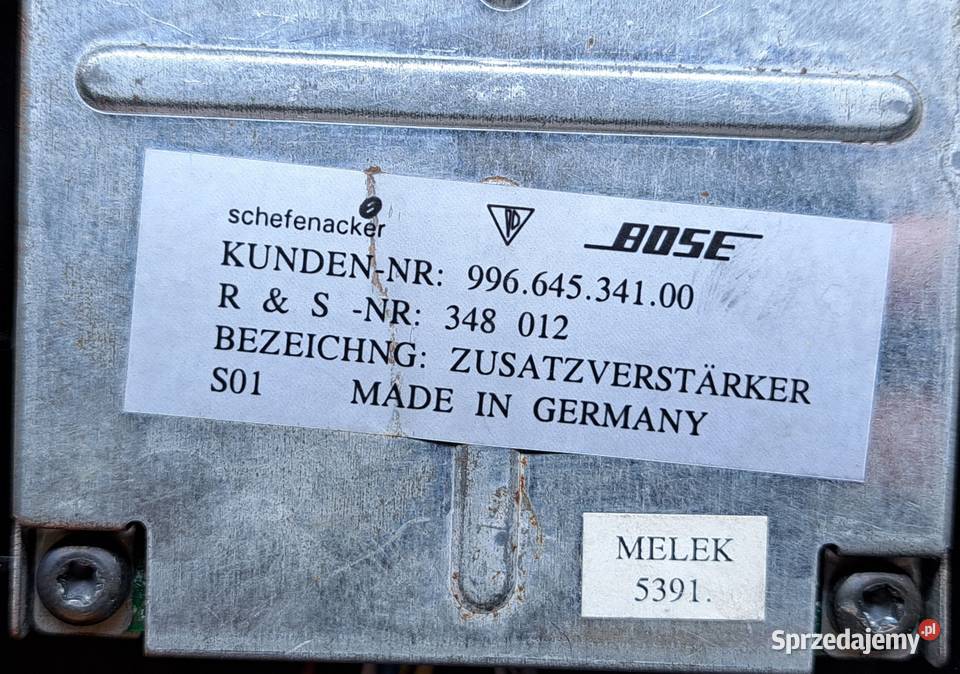 schefenacker
BOSE
KUNDEN-NR: 996.645.341.00
R & S -NR: 348 012
BEZEICHNG: ZUSATZVERSTÄRKER
S01 MADE IN GERMANY
MELEK
5391.
Sprzedajemy.pl